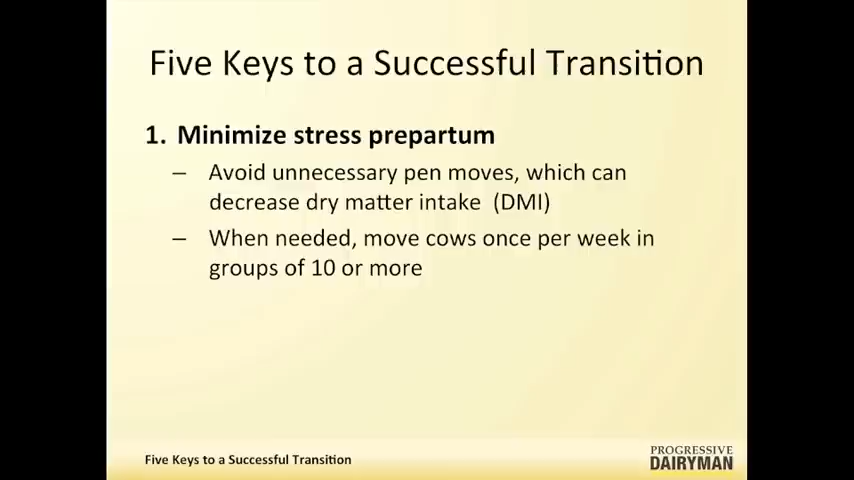 Five Keys to a Successful Transition
1. Minimize stress prepartum
– Avoid unnecessary pen moves, which can
decrease dry matter intake (DMI)
– When needed, move cows once per week in
groups of 10 or more
Five Keys to a Successful Transition
PROGRESSIVE
DAIRYMAN